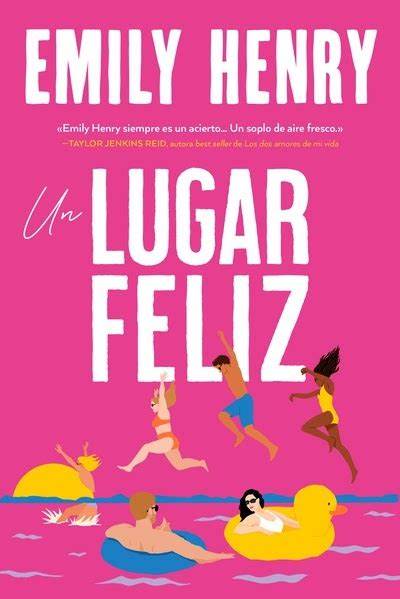 EMILY HENRY
«Emily Henry siempre es un acierto... Un soplo de aire fresco.»
—TAYLOR JENKINS REID, autora best seller de Los dos amores de mi vida
Un
LUGAR
FELIZ